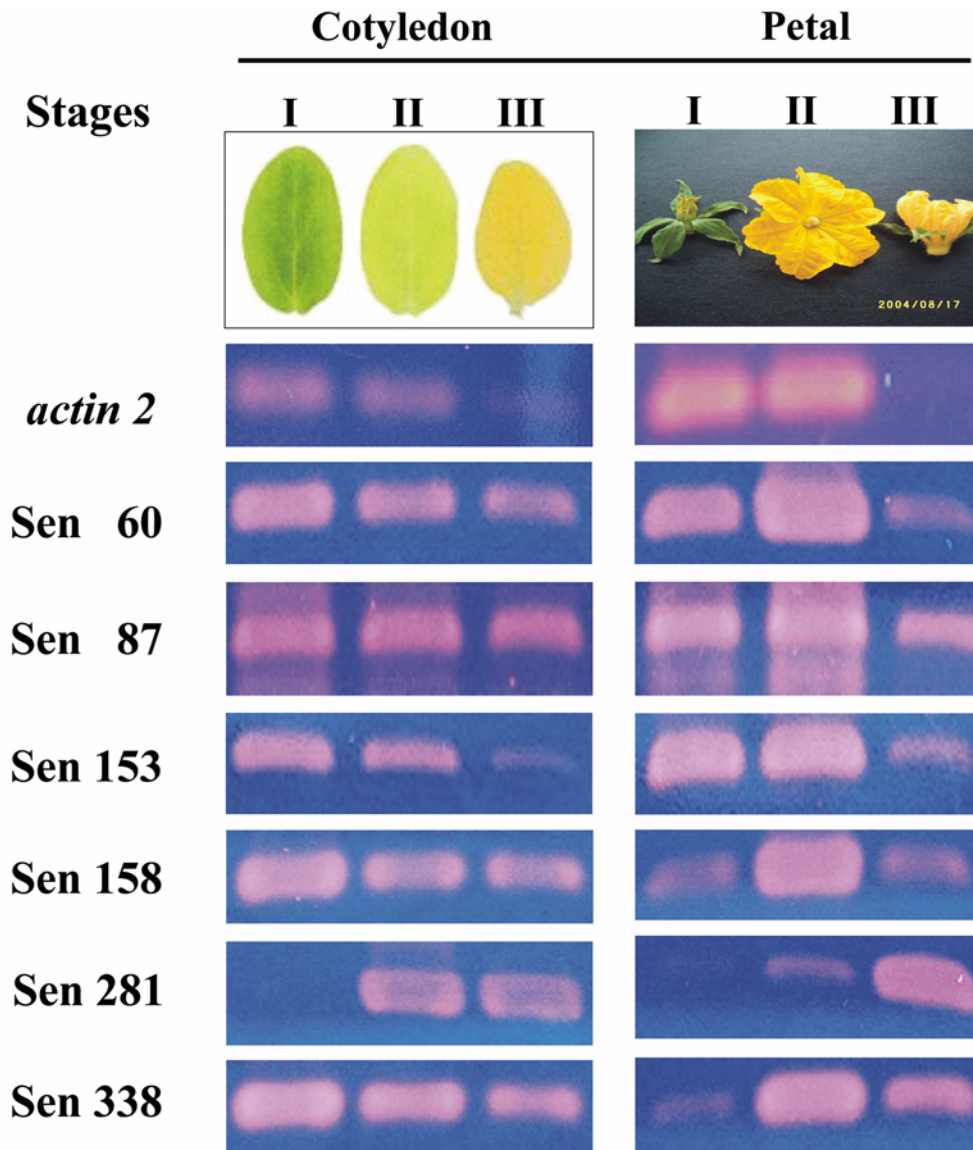 Cotyledon Petal
Stages I II III I II III
2004/08/17
actin 2
Sen 60
Sen 87
Sen 153
Sen 158
Sen 281
Sen 338